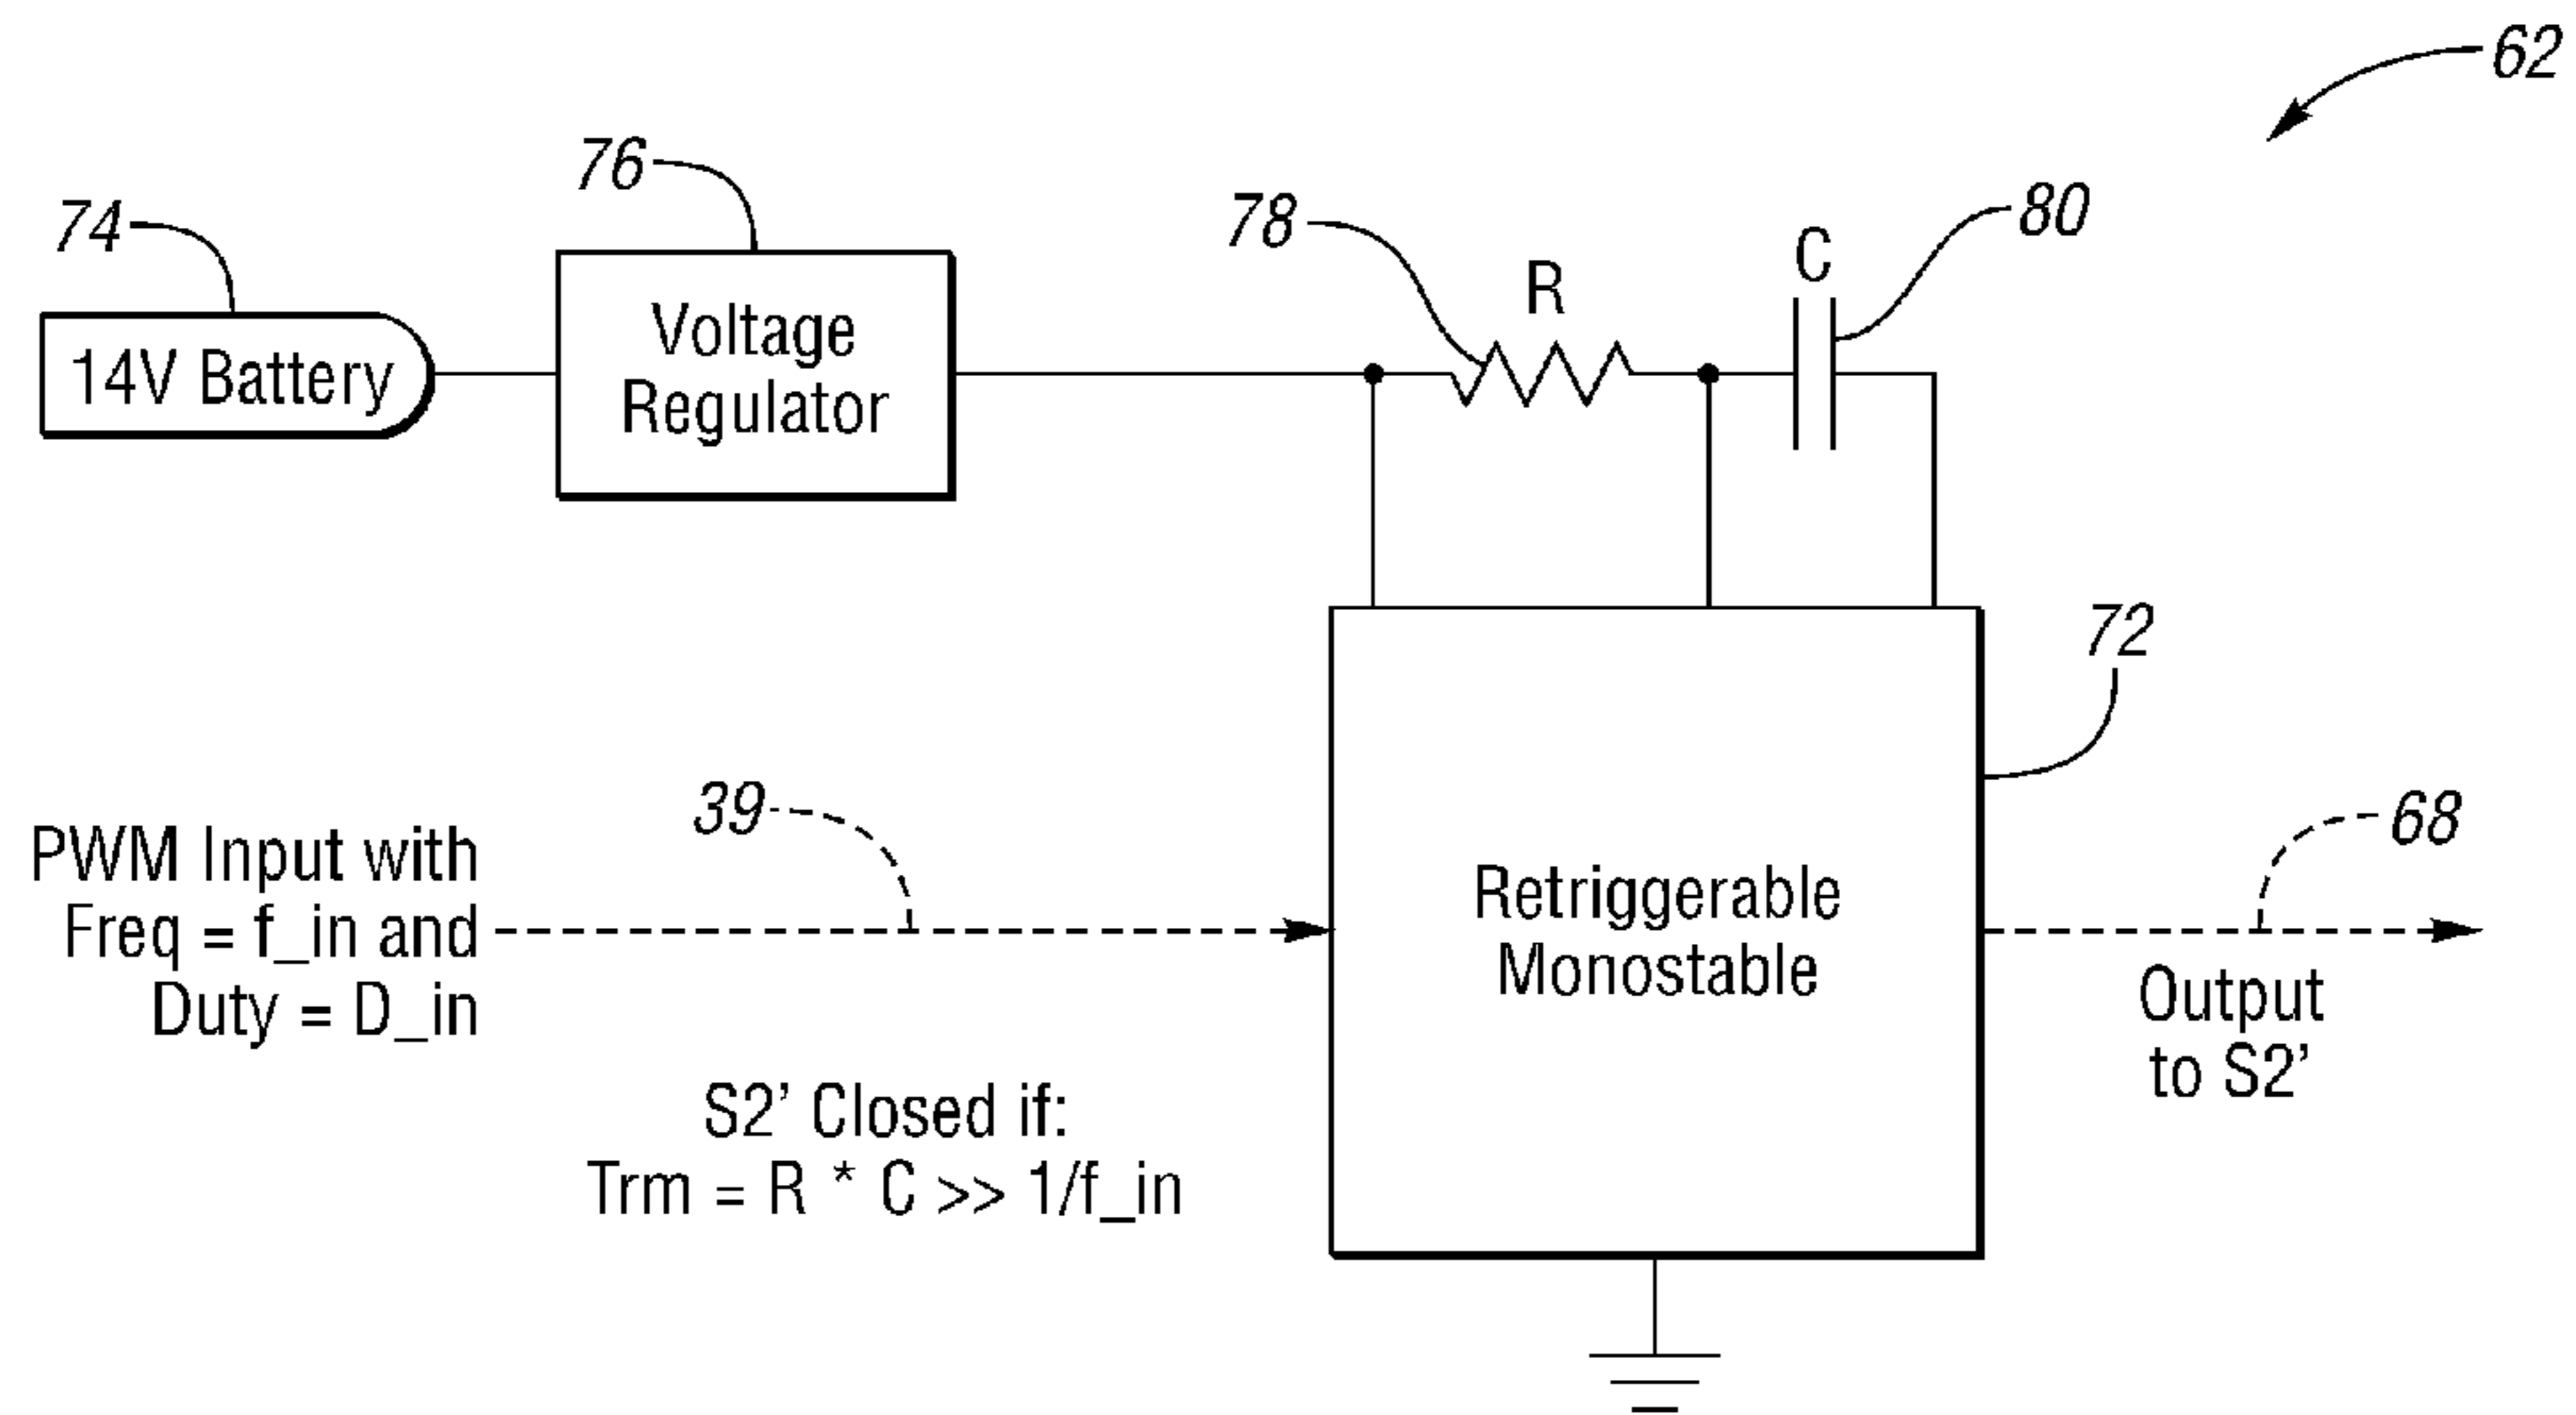 62
76
74
78
80
C
R
14V Battery
Voltage
Regulator
72
39
68
PWM Input with
Freq = f_in and
Duty = D_in
Retriggerable
Monostable
Output
to S2'
S2' Closed if:
Trm = R * C >> 1/f_in